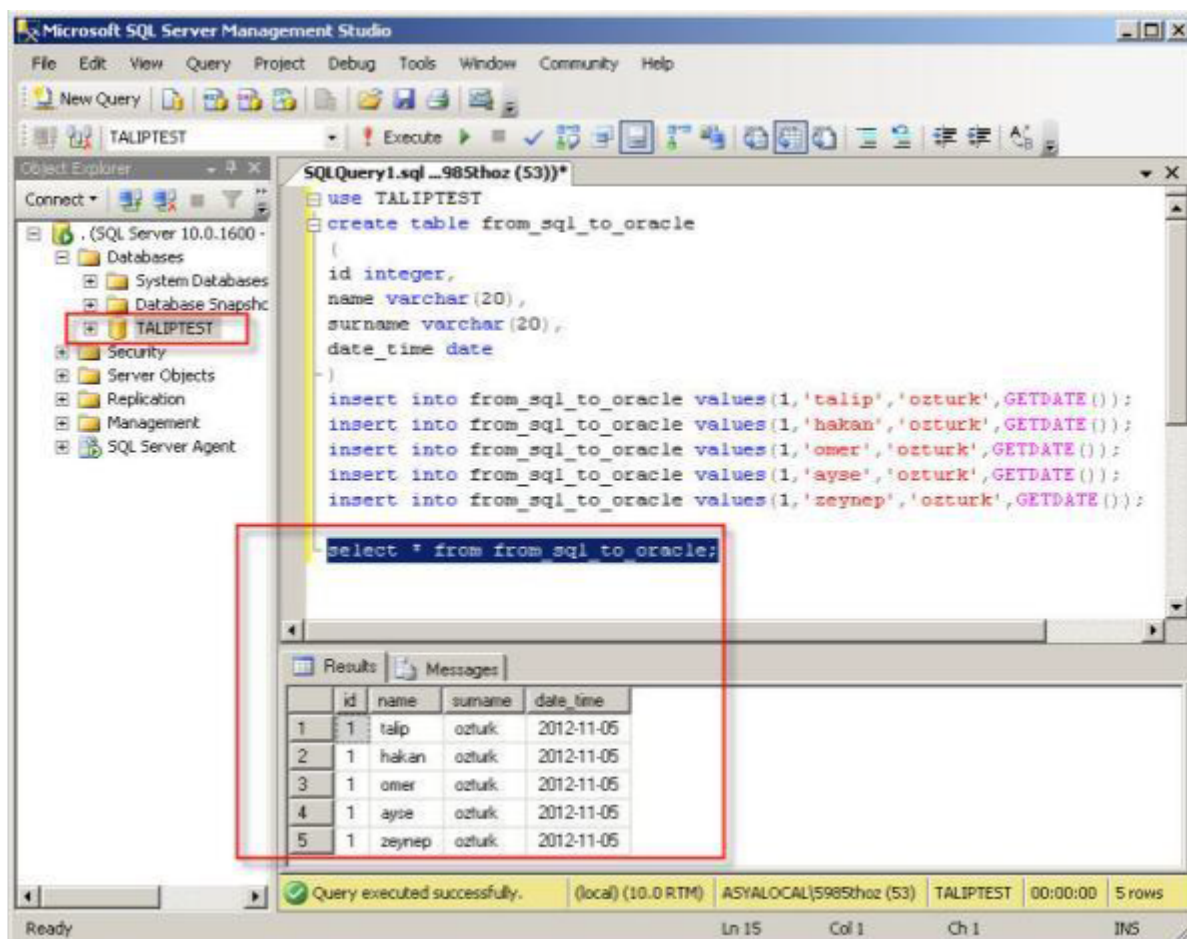 Microsoft SQL Server Management Studio
File Edit View Query Project Debug Tools Window Community Help
New Query
TALIPTEST Execute
Object Explorer
Connect
. (SQL Server 10.0.1600 -
Databases
System Databases
Database Snapshc
TALIPTEST
Security
Server Objects
Replication
Management
SQL Server Agent
SQLQuery1.sql ...985thoz (53))*
use TALIPTEST
create table from_sql_to_oracle
(
id integer,
name varchar(20),
surname varchar(20),
date_time date
)
insert into from_sql_to_oracle values(1,'talip','ozturk',GETDATE());
insert into from_sql_to_oracle values(1,'hakan','ozturk',GETDATE());
insert into from_sql_to_oracle values(1,'omer','ozturk',GETDATE());
insert into from_sql_to_oracle values(1,'ayse','ozturk',GETDATE());
insert into from_sql_to_oracle values(1,'zeynep','ozturk',GETDATE());
select * from from_sql_to_oracle;
Results Messages
id name surname date_time
1 1 talip ozturk 2012-11-05
2 1 hakan ozturk 2012-11-05
3 1 omer ozturk 2012-11-05
4 1 ayse ozturk 2012-11-05
5 1 zeynep ozturk 2012-11-05
Query executed successfully. (local) (10.0 RTM) ASYALOCAL\5985thoz (53) TALIPTEST 00:00:00 5 rows
Ready Ln 15 Col 1 Ch 1 INS